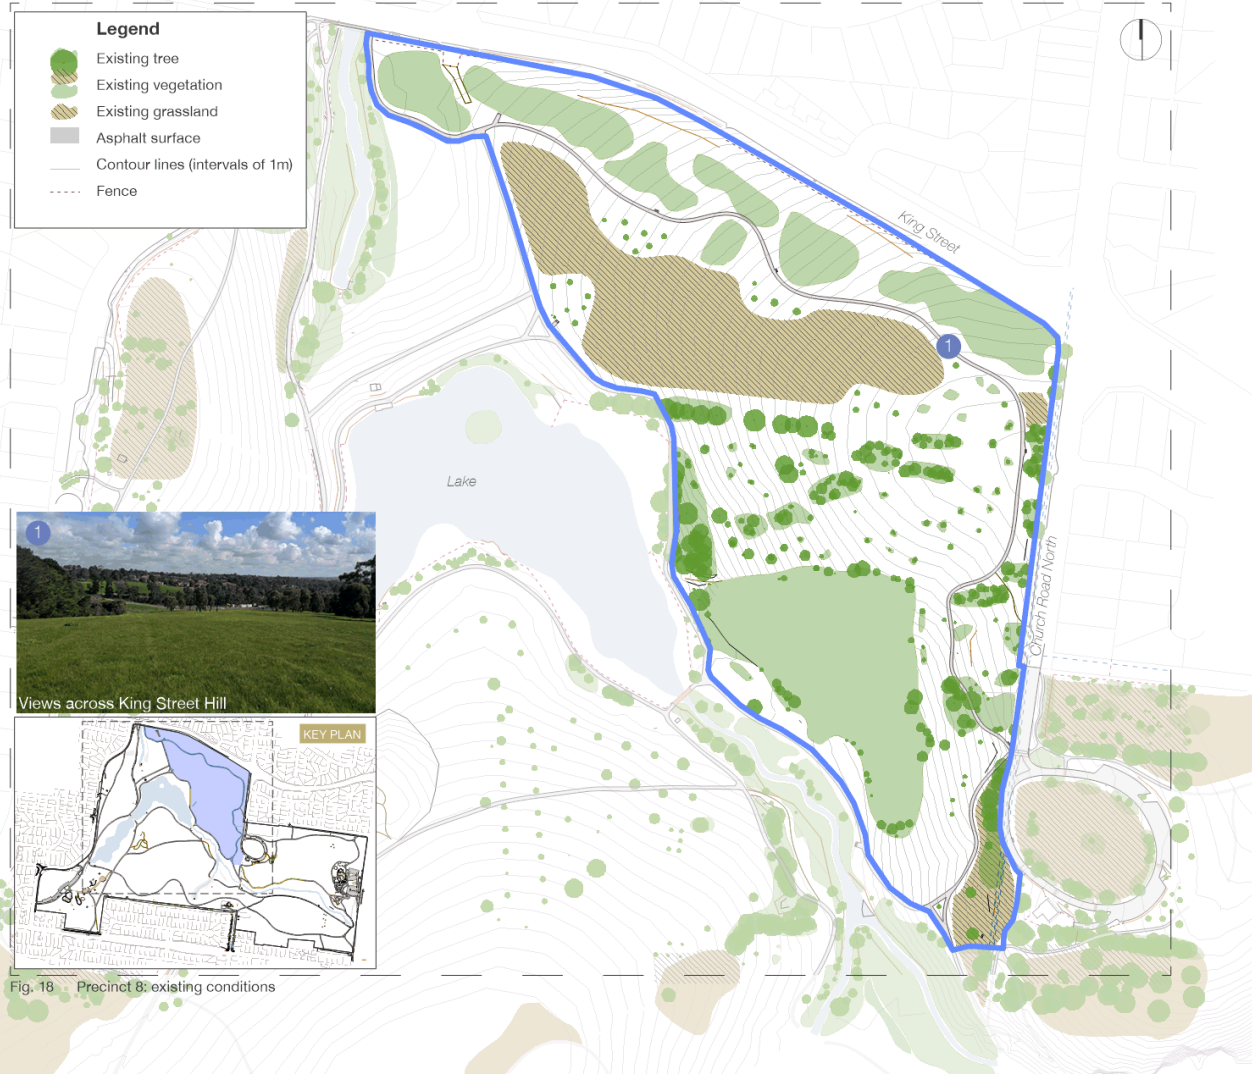 Legend
Existing tree
Existing vegetation
Existing grassland
Asphalt surface
Contour lines (intervals of 1m)
Fence
King Street
1
Lake
Church Road North
1
Views across King Street Hill
KEY PLAN
Fig. 18 Precinct 8: existing conditions